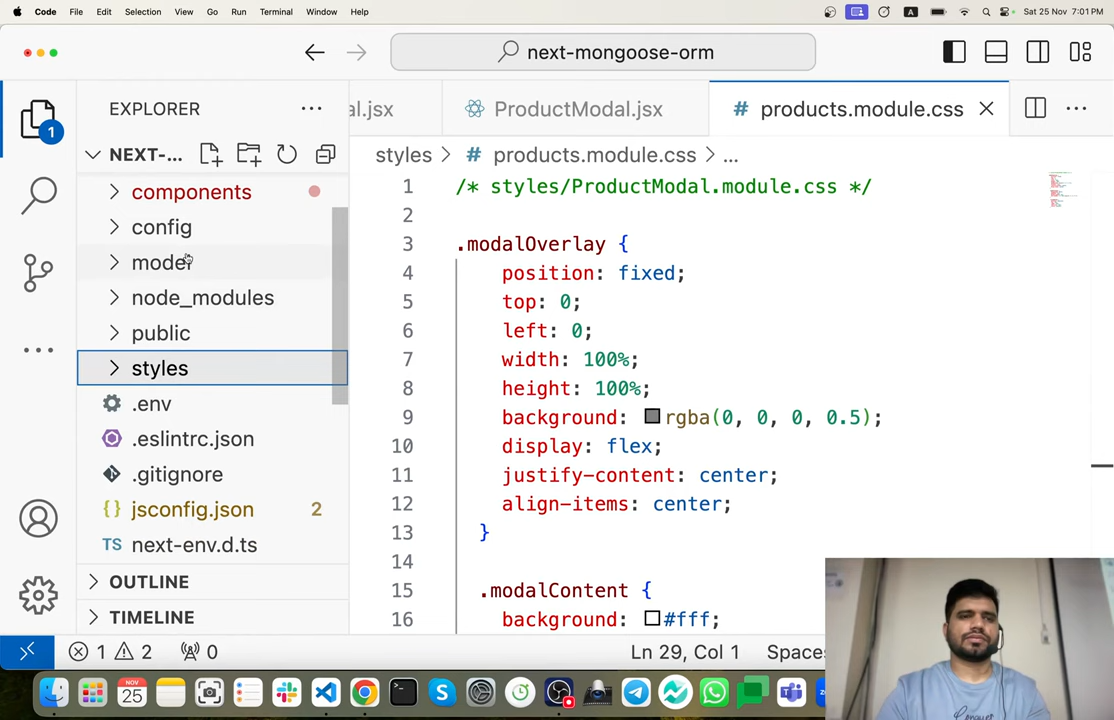 Code File Edit Selection View Go Run Terminal Window Help
A Sat 25 Nov 7:01 PM
next-mongoose-orm
EXPLORER
al.jsx
ProductModal.jsx
# products.module.css
1
NEXT-...
styles > # products.module.css > ...
components
config
model
node_modules
public
styles
.env
.eslintrc.json
.gitignore
{} jsconfig.json 2
TS next-env.d.ts
OUTLINE
TIMELINE
1 /* styles/ProductModal.module.css */
2
3 .modalOverlay {
4 position: fixed;
5 top: 0;
6 left: 0;
7 width: 100%;
8 height: 100%;
9 background: rgba(0, 0, 0, 0.5);
10 display: flex;
11 justify-content: center;
12 align-items: center;
13 }
14
15 .modalContent {
16 background: #fff;
1 2 0
Ln 29, Col 1 Spaces
NOV
25